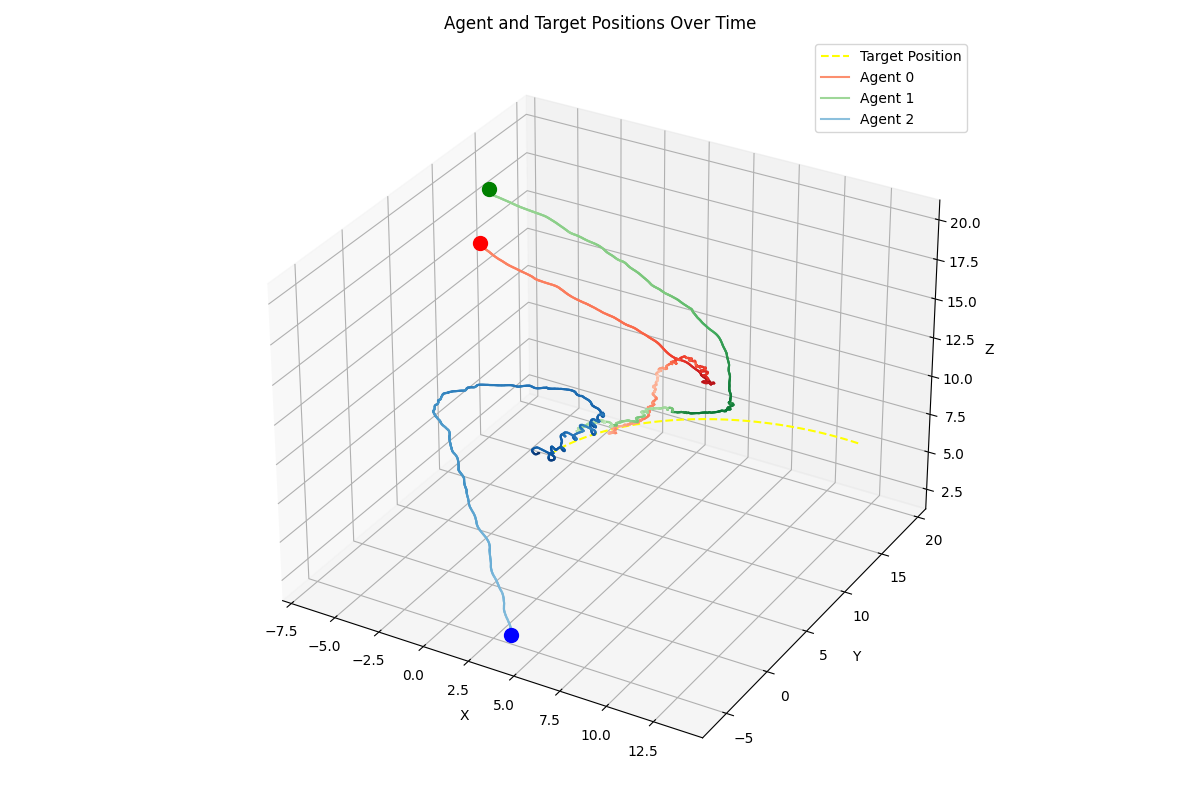 Agent and Target Positions Over Time
Target Position
Agent 0
Agent 1
Agent 2
20.0
17.5
15.0
12.5
10.0
7.5
5.0
2.5
Z
20
15
10
5
0
−5
Y
−7.5
−5.0
−2.5
0.0
2.5
5.0
7.5
10.0
12.5
X